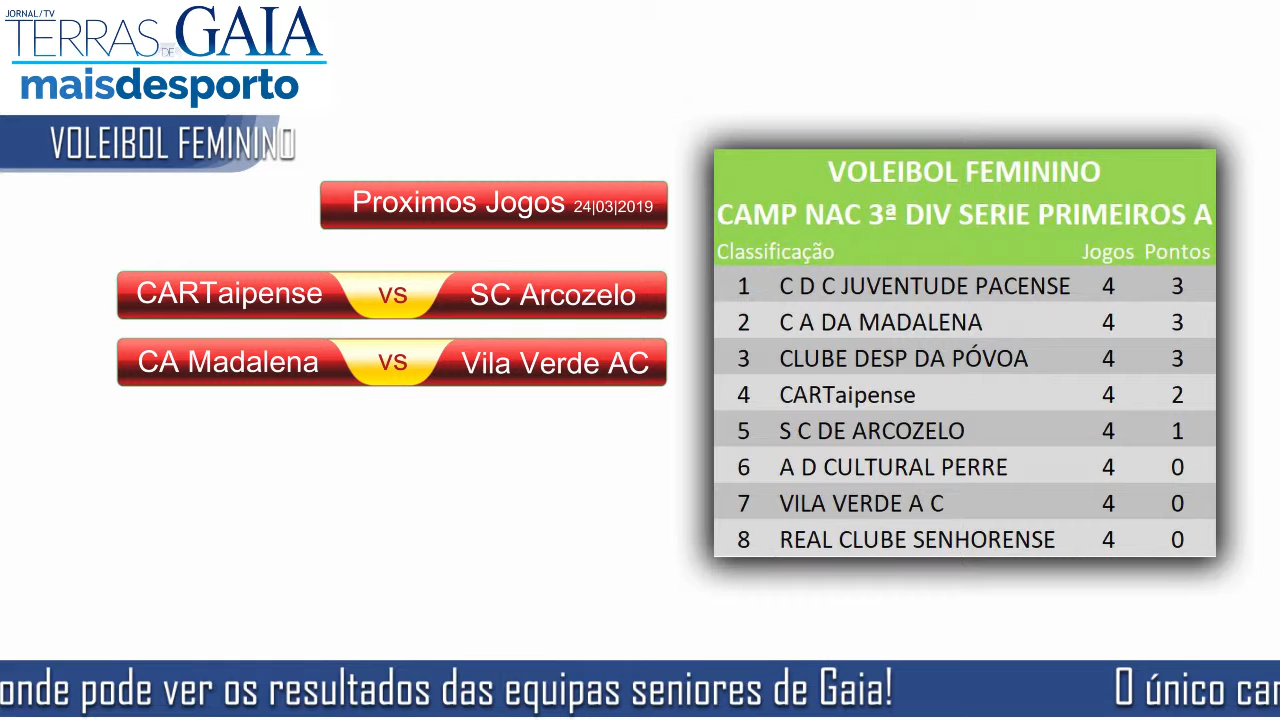 JORNAL/TV
TERRAS DE GAIA
maisdesporto
VOLEIBOL FEMININO
Proximos Jogos 24|03|2019
CARTaipense vs SC Arcozelo
CA Madalena vs Vila Verde AC
VOLEIBOL FEMININO
CAMP NAC 3ª DIV SERIE PRIMEIROS A
Classificação Jogos Pontos
1 C D C JUVENTUDE PACENSE 4 3
2 C A DA MADALENA 4 3
3 CLUBE DESP DA PÓVOA 4 3
4 CARTaipense 4 2
5 S C DE ARCOZELO 4 1
6 A D CULTURAL PERRE 4 0
7 VILA VERDE A C 4 0
8 REAL CLUBE SENHORENSE 4 0
onde pode ver os resultados das equipas seniores de Gaia! O único